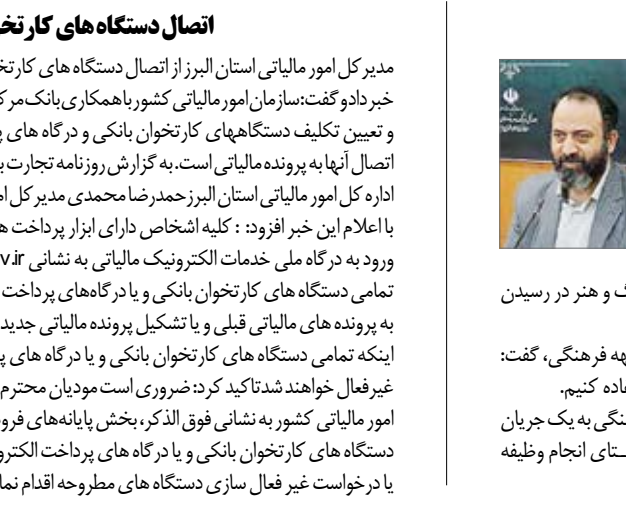 اتصال دستگاه های کارتخ
مدیر کل امور مالیاتی استان البرز از اتصال دستگاه های کارتخ
خبر داد و گفت: سازمان امور مالیاتی کشور با همکاری بانک مرک
و تعیین تکلیف دستگاههای کارتخوان بانکی و درگاه های پ
اتصال آنها به پرونده مالیاتی است. به گزارش روزنامه تجارت ب
اداره کل امور مالیاتی استان البرز حمدرضا محمدی مدیر کل ام
با اعلام این خبر افزود: : کلیه اشخاص دارای ابزار پرداخت ه
ورود به درگاه ملی خدمات الکترونیک مالیاتی به نشانی v.ir
تمامی دستگاه های کارتخوان بانکی و یا درگاههای پرداخت
به پرونده های مالیاتی قبلی و یا تشکیل پرونده مالیاتی جدید
اینکه تمامی دستگاه های کارتخوان بانکی و یا درگاه های پ
غیرفعال خواهند شد تاکید کرد: ضروری است مودیان محترم
امور مالیاتی کشور به نشانی فوق الذکر، بخش پایانه‌های فرو
دستگاه های کارتخوان بانکی و یا درگاه های پرداخت الکترو
یا درخواست غیر فعال سازی دستگاه های مطروحه اقدام نما
گ و هنر در رسیدن
هه فرهنگی، گفت:
اده کنیم.
نگی به یک جریان
ستای انجام وظیفه